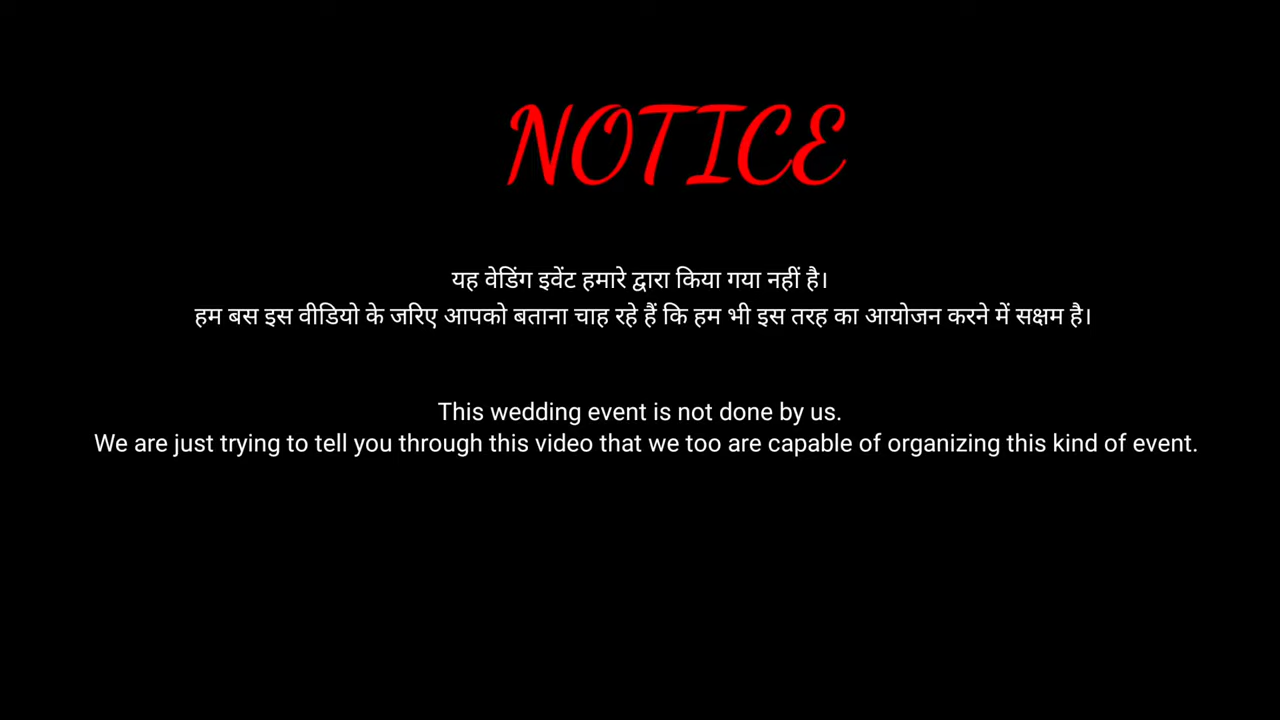 NOTICE
यह वेडिंग इवेंट हमारे द्वारा किया गया नहीं है।
हम बस इस वीडियो के जरिए आपको बताना चाह रहे हैं कि हम भी इस तरह का आयोजन करने में सक्षम है।
This wedding event is not done by us.
We are just trying to tell you through this video that we too are capable of organizing this kind of event.